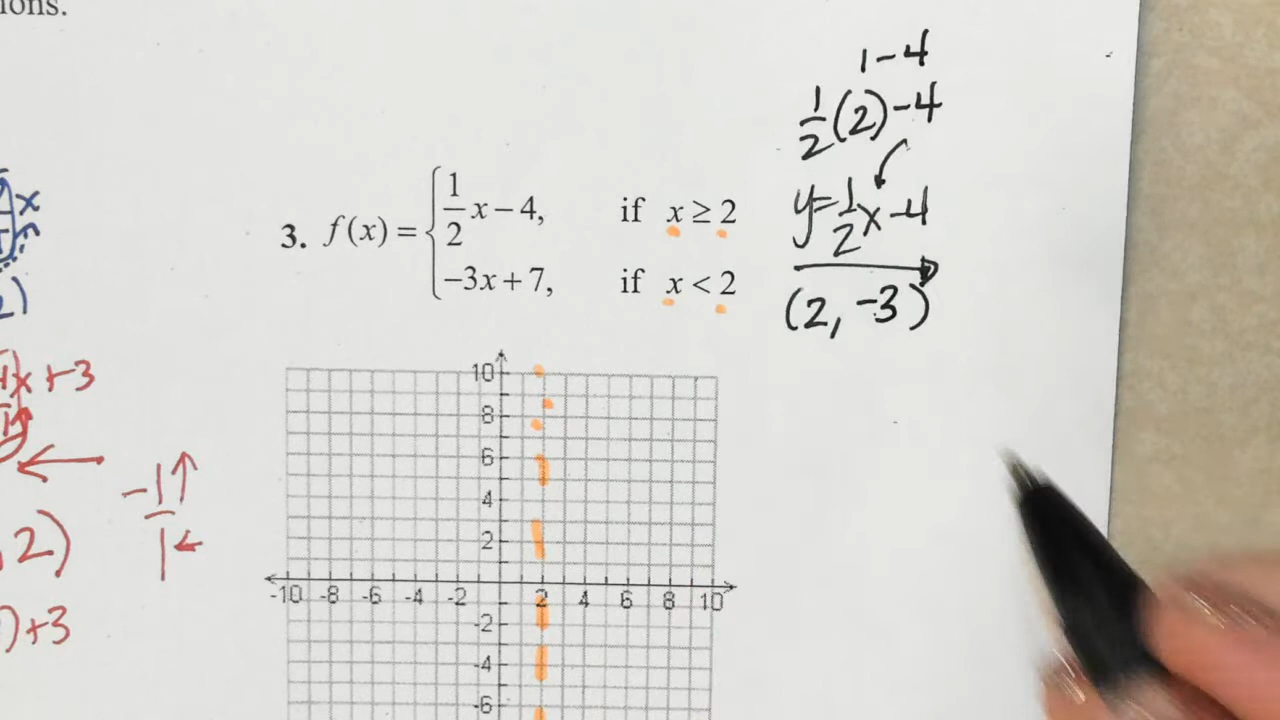 ions.
1-4
1/2(2)-4
3. f(x) = { 1/2 x - 4, if x ≥ 2
-3x + 7, if x < 2
y=1/2x-4
(2, -3)
x
2)
x+3
-1
1
,2)
)+3
10
8
6
4
2
-10 -8 -6 -4 -2 2 4 6 8 10
-2
-4
-6